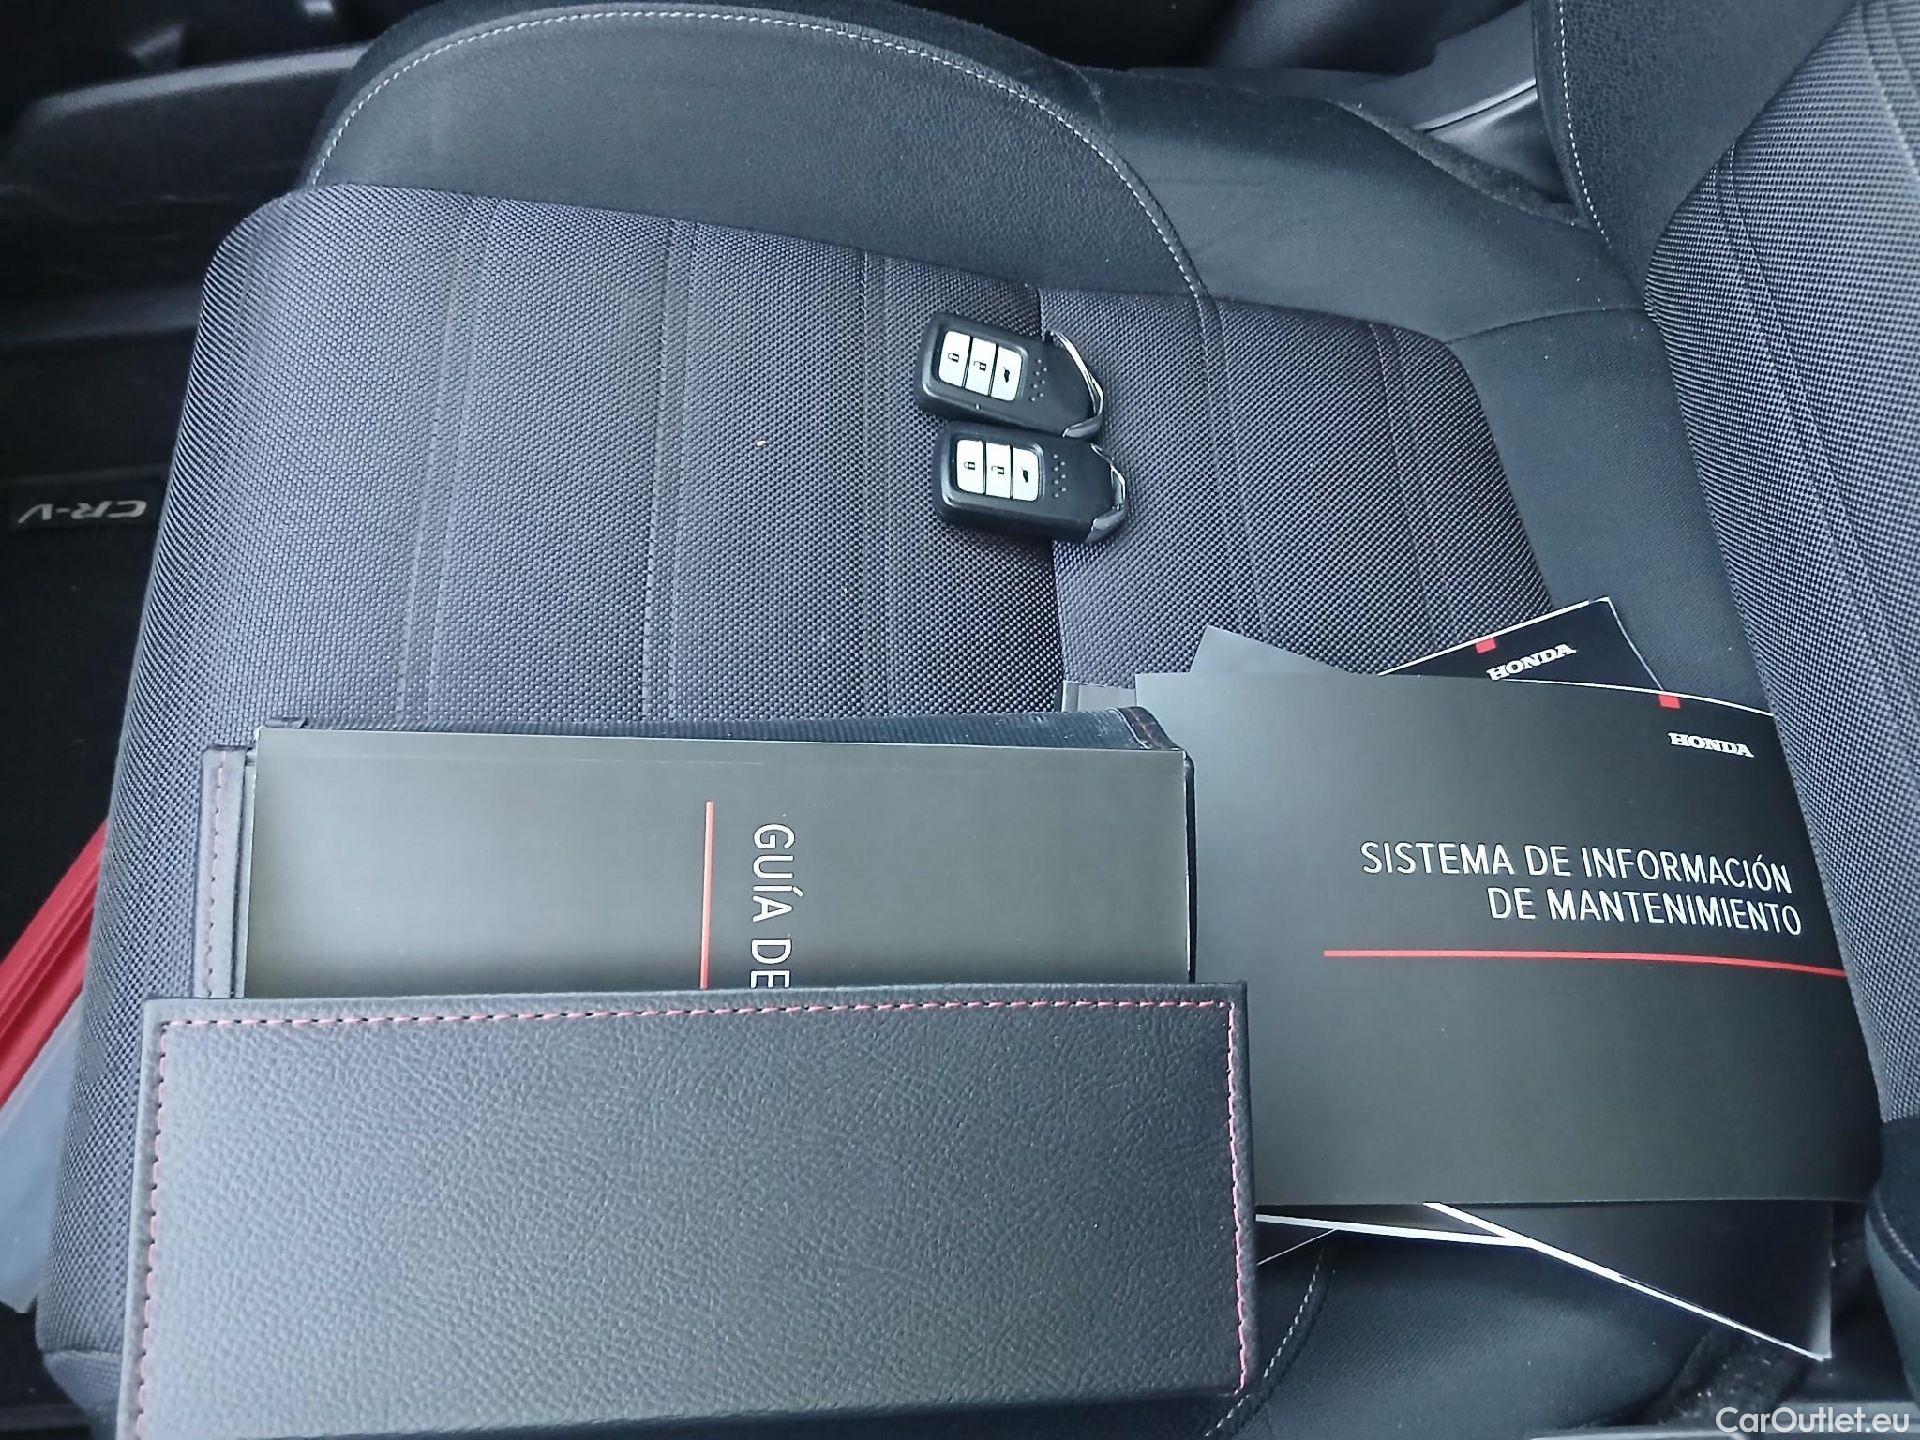 CR-V
HONDA
HONDA
SISTEMA DE INFORMACIÓN
DE MANTENIMIENTO
GUÍA DE
CarOutlet.eu